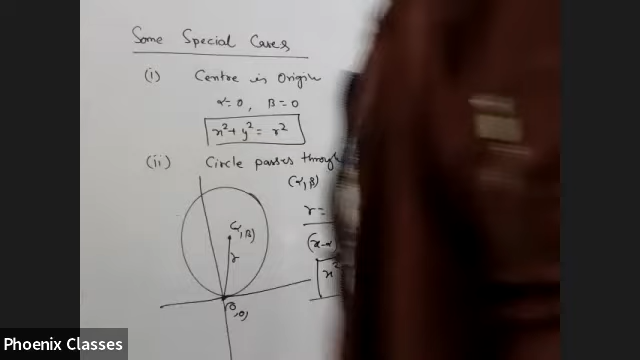 Some Special Cases
(i) Centre is Origin
α=0, β=0
x²+y²= r²
(ii) Circle passes through
(α,β)
r=
(α,β)
(x-α)
r
x²
(0,0)
Phoenix Classes